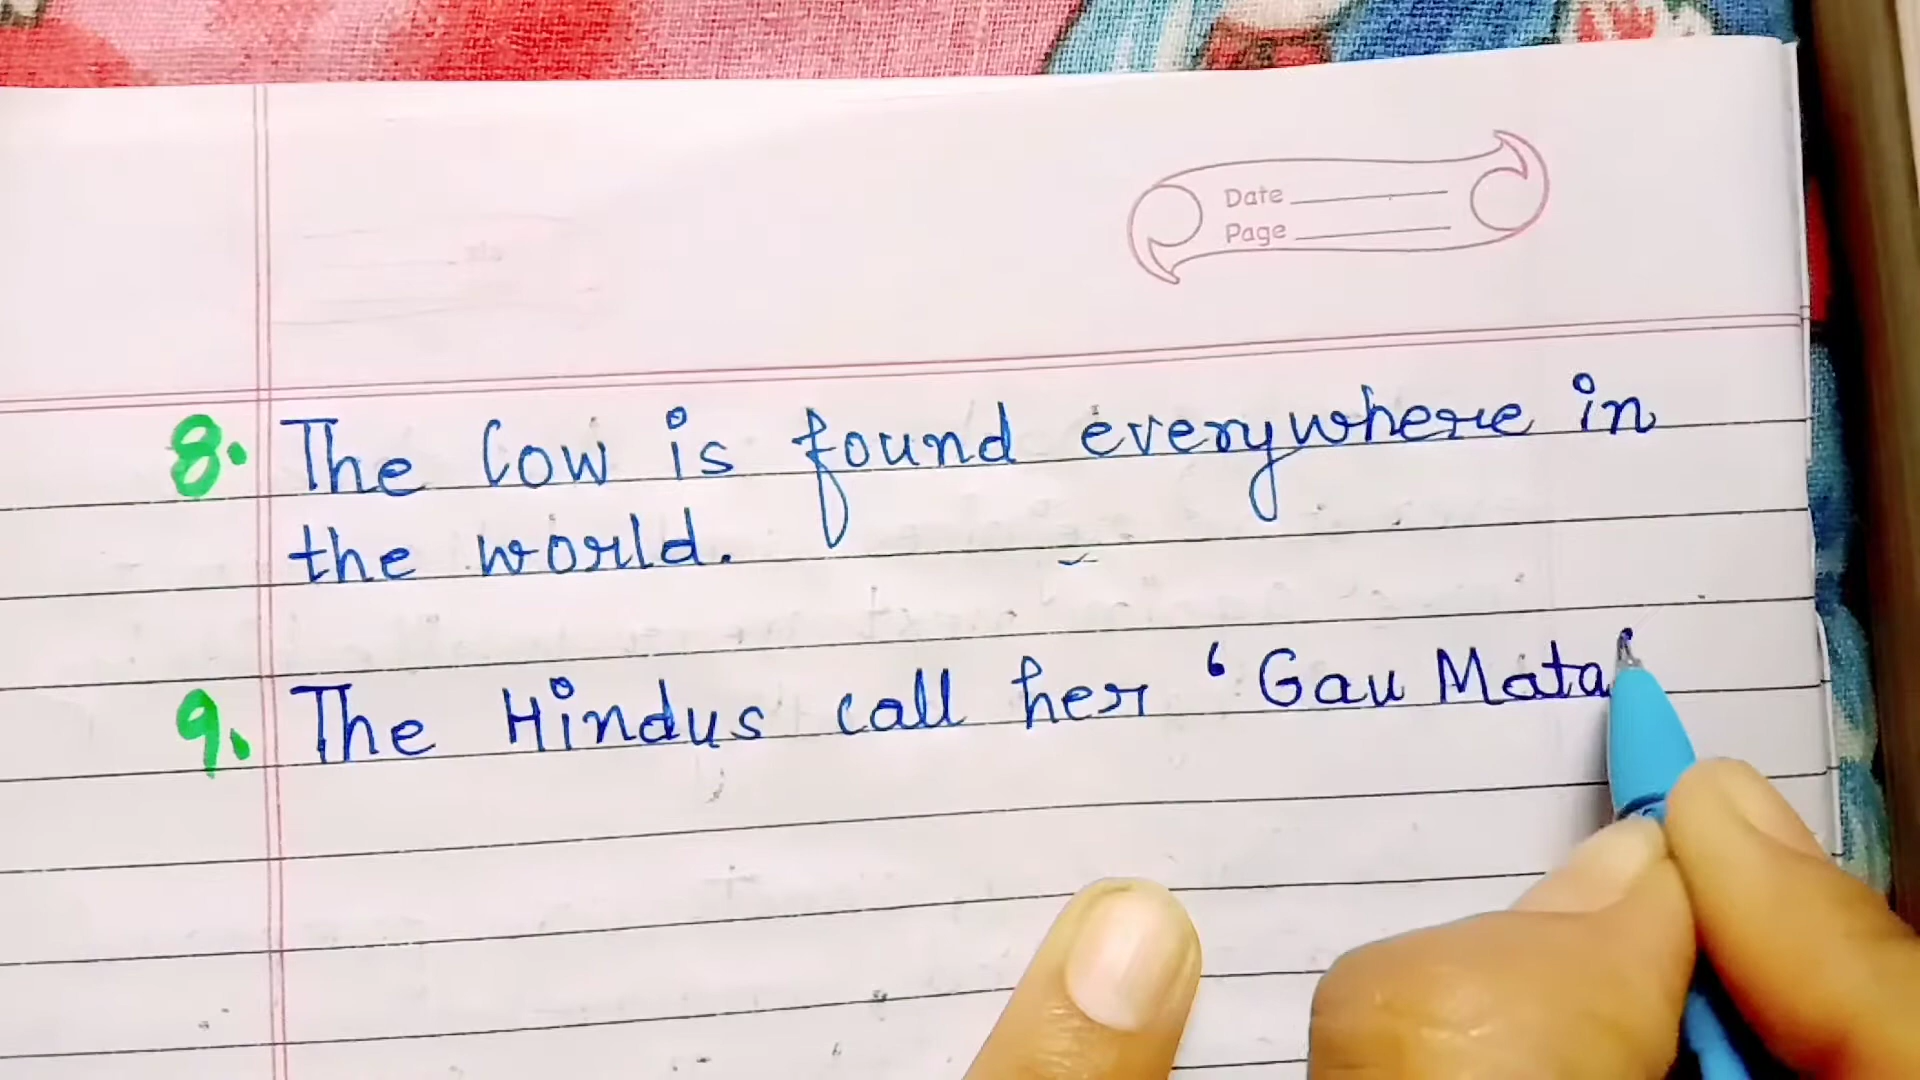 Date
Page
8. The Cow is found everywhere in
the world.
9. The Hindus call her ‘Gau Mata’